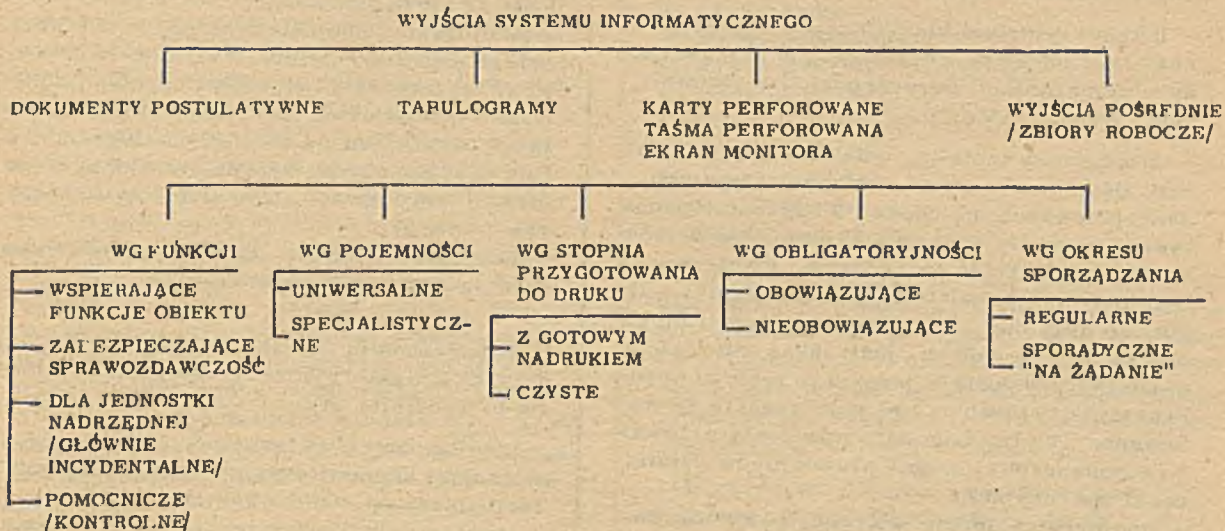 WYJŚCIA SYSTEMU INFORMATYCZNEGO
DOKUMENTY POSTULATYWNE
TABULOGRAMY
KARTY PERFOROWANE
TAŚMA PERFOROWANA
EKRAN MONITORA
WYJŚCIA POŚREDNIE
/ZBIORY ROBOCZE/
WG FUNKCJI
WSPIERAJĄCE
FUNKCJE OBIEKTU
ZABEZPIECZAJĄCE
SPRAWOZDAWCZOŚĆ
DLA JEDNOSTKI
NADRZĘDNEJ
/GŁÓWNIE
INCYDENTALNE/
POMOCNICZE
/KONTROLNE/
WG POJEMNOŚCI
UNIWERSALNE
SPECJALISTYCZ-
NE
WG STOPNIA
PRZYGOTOWANIA
DO DRUKU
Z GOTOWYM
NADRUKIEM
CZYSTE
WG OBLIGATORYJNOŚCI
OBOWIĄZUJĄCE
NIEOBOWIĄZUJĄCE
WG OKRESU
SPORZĄDZANIA
REGULARNE
SPORADYCZNE
"NA ŻĄDANIE"